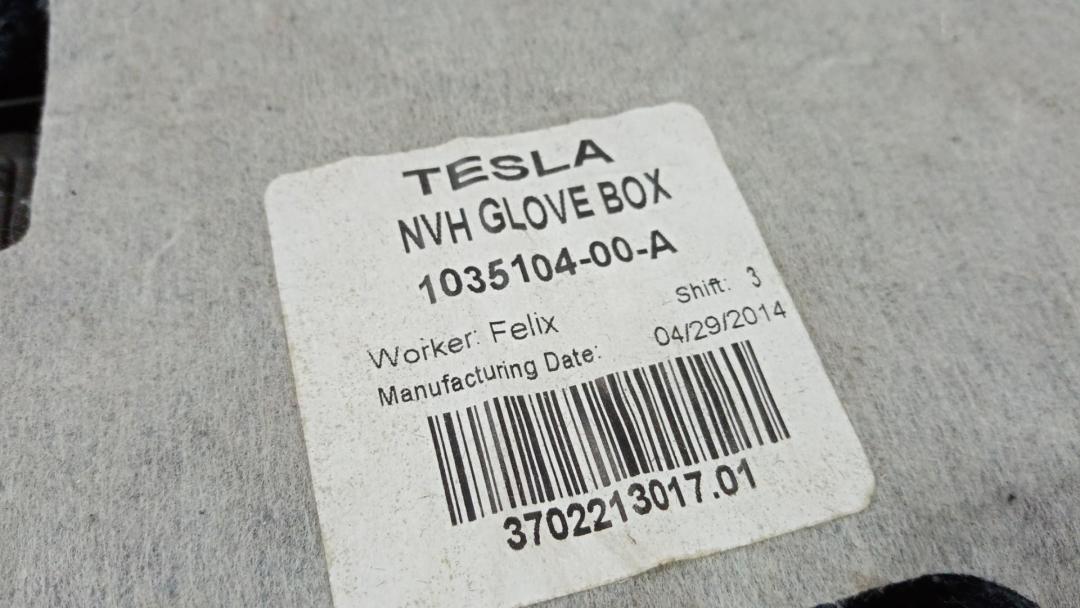 TESLA
NVH GLOVE BOX
1035104-00-A
Shift: 3
Worker: Felix
Manufacturing Date: 04/29/2014
3702213017.01